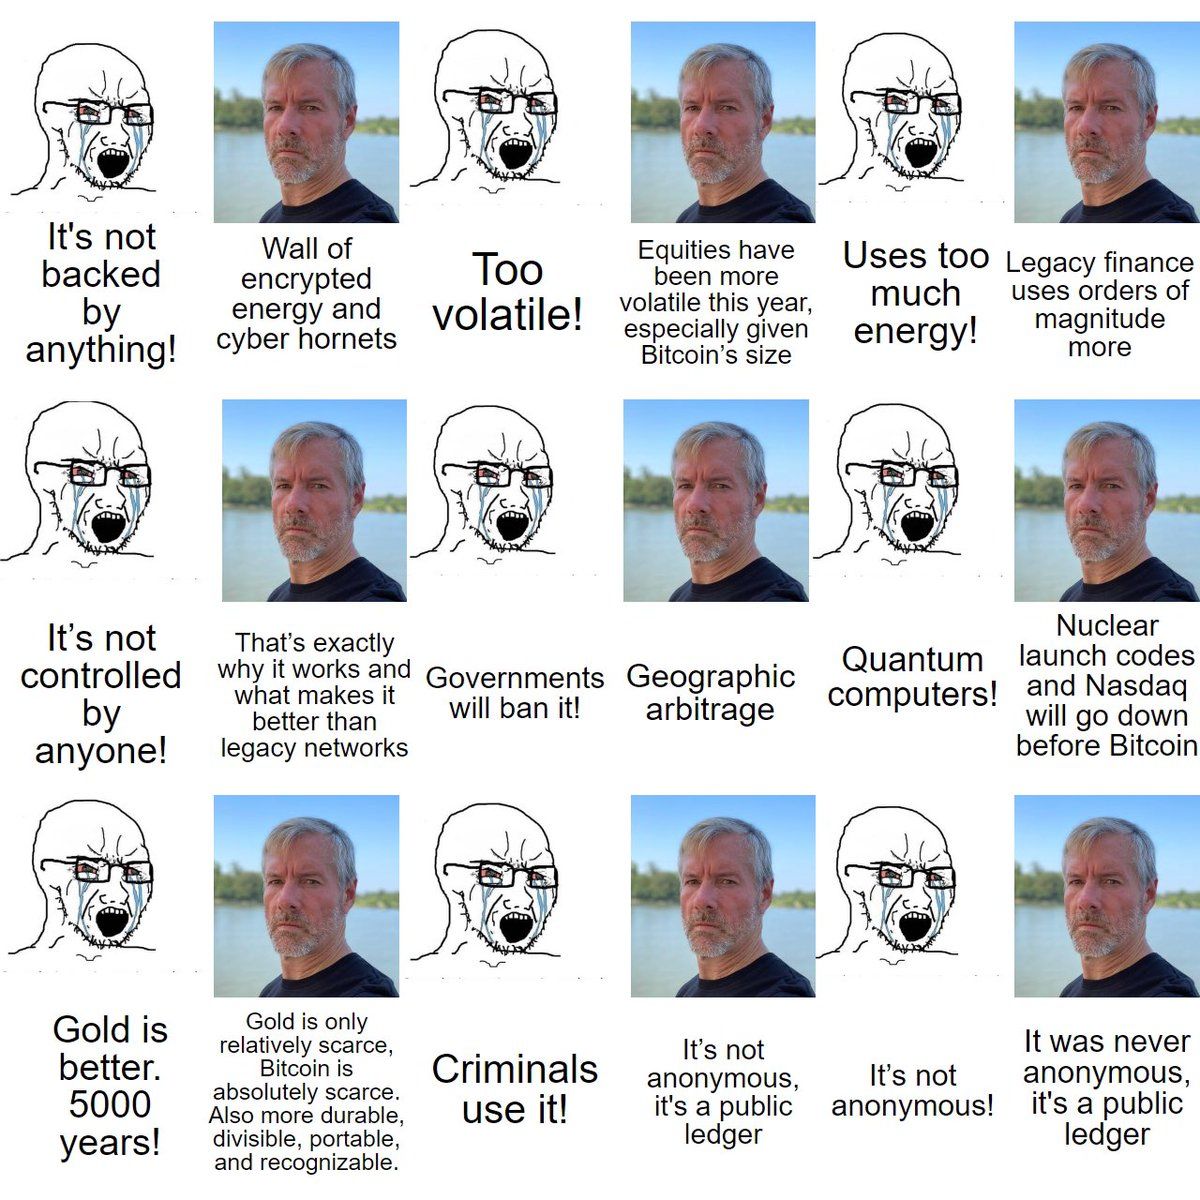 It's not
backed
by
anything!
Wall of
encrypted
energy and
cyber hornets
Too
volatile!
Equities have
been more
volatile this year,
especially given
Bitcoin’s size
Uses too
much
energy!
Legacy finance
uses orders of
magnitude
more
It’s not
controlled
by
anyone!
That’s exactly
why it works and
what makes it
better than
legacy networks
Governments
will ban it!
Geographic
arbitrage
Quantum
computers!
Nuclear
launch codes
and Nasdaq
will go down
before Bitcoin
Gold is
better.
5000
years!
Gold is only
relatively scarce,
Bitcoin is
absolutely scarce.
Also more durable,
divisible, portable,
and recognizable.
Criminals
use it!
It’s not
anonymous,
it's a public
ledger
It’s not
anonymous!
It was never
anonymous,
it's a public
ledger